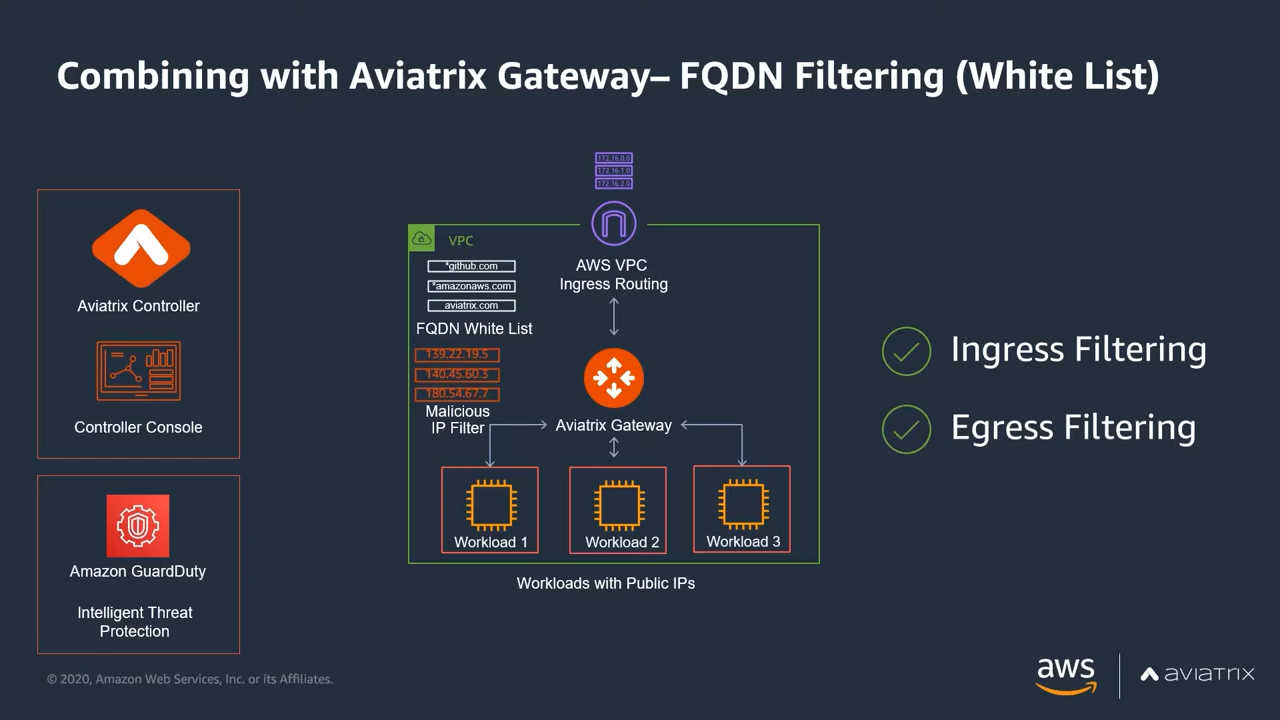 Combining with Aviatrix Gateway– FQDN Filtering (White List)
172.16.0.0
172.16.1.0
172.16.2.0
Aviatrix Controller
Controller Console
Amazon GuardDuty
Intelligent Threat
Protection
VPC
*github.com
*amazonaws.com
aviatrix.com
FQDN White List
139.22.19.5
140.45.60.3
180.54.67.7
Malicious
IP Filter
AWS VPC
Ingress Routing
Aviatrix Gateway
Workload 1
Workload 2
Workload 3
Workloads with Public IPs
Ingress Filtering
Egress Filtering
© 2020, Amazon Web Services, Inc. or its Affiliates.
aws
AVIATRIX